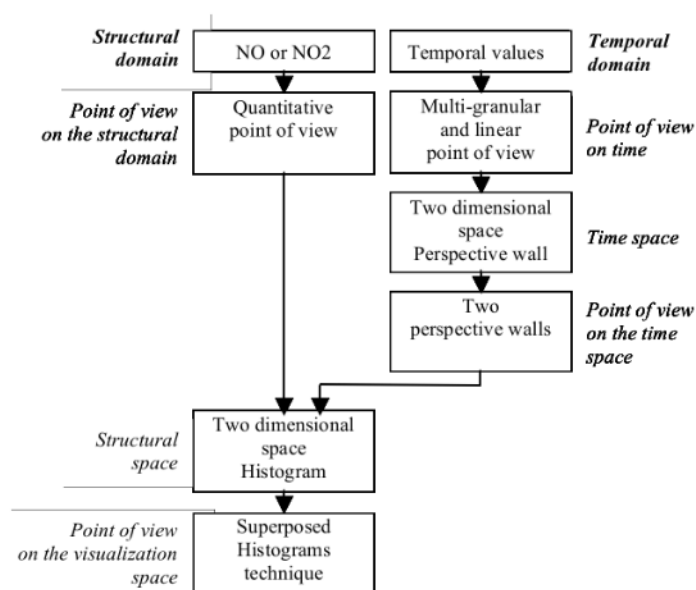 Structural
domain
NO or NO2
Temporal values
Temporal
domain
Point of view
on the structural
domain
Quantitative
point of view
Multi-granular
and linear
point of view
Point of view
on time
Two dimensional
space
Perspective wall
Time space
Two
perspective walls
Point of view
on the time
space
Structural
space
Two dimensional
space
Histogram
Point of view
on the visualization
space
Superposed
Histograms
technique